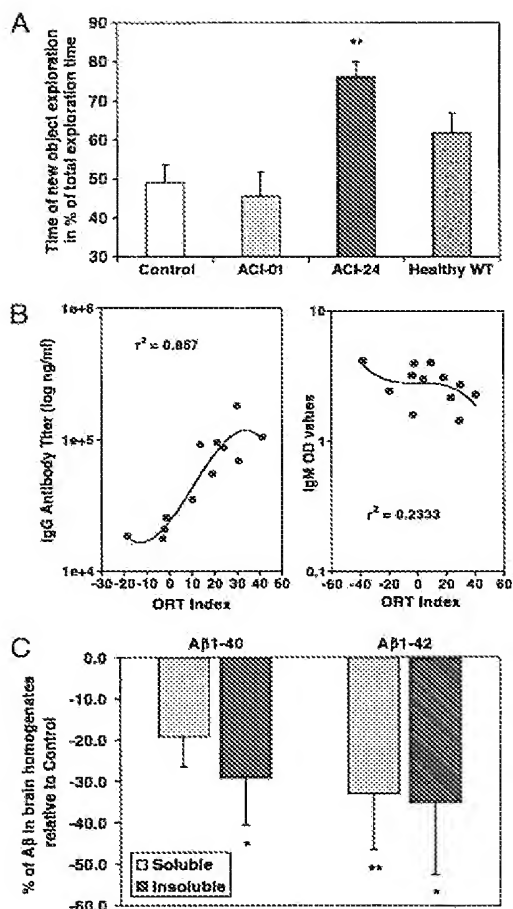 A
Time of new object exploration
in % of total exploration time
90
80
70
60
50
40
30
**
Control ACI-01 ACI-24 Healthy WT
B
IgG Antibody Titer (log ng/ml)
1e+6
1e+5
1e+4
r² = 0.867
-30 -20 -10 0 10 20 30 40 50
ORT Index
IgM OD values
10
1
0.1
r² = 0.2333
-60 -40 -20 0 20 40 60
ORT Index
C
Aβ1-40 Aβ1-42
% of Aβ in brain homogenates
relative to Control
0.0
-10.0
-20.0
-30.0
-40.0
-50.0
-60.0
*
**
*
Soluble
Insoluble